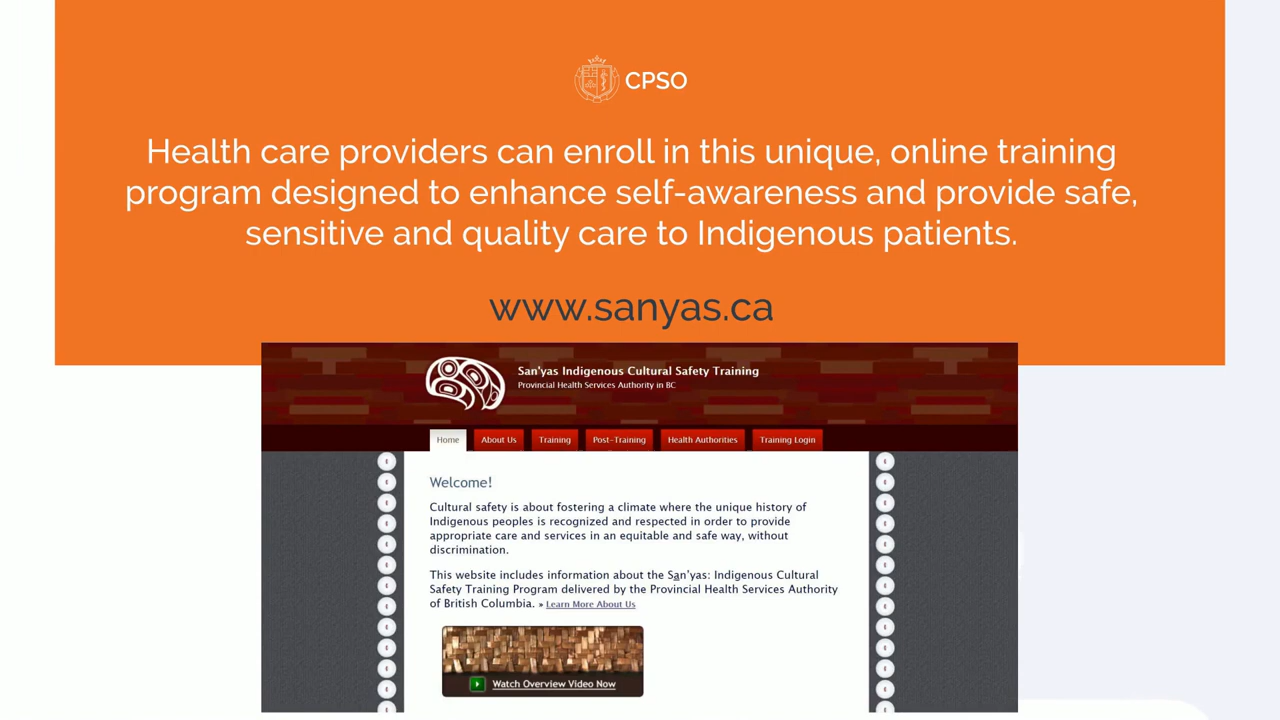 CPSO
Health care providers can enroll in this unique, online training
program designed to enhance self-awareness and provide safe,
sensitive and quality care to Indigenous patients.
www.sanyas.ca
San'yas Indigenous Cultural Safety Training
Provincial Health Services Authority in BC
Home About Us Training Post-Training Health Authorities Training Login
Welcome!
Cultural safety is about fostering a climate where the unique history of
Indigenous peoples is recognized and respected in order to provide
appropriate care and services in an equitable and safe way, without
discrimination.
This website includes information about the San'yas: Indigenous Cultural
Safety Training Program delivered by the Provincial Health Services Authority
of British Columbia. » Learn More About Us
Watch Overview Video Now